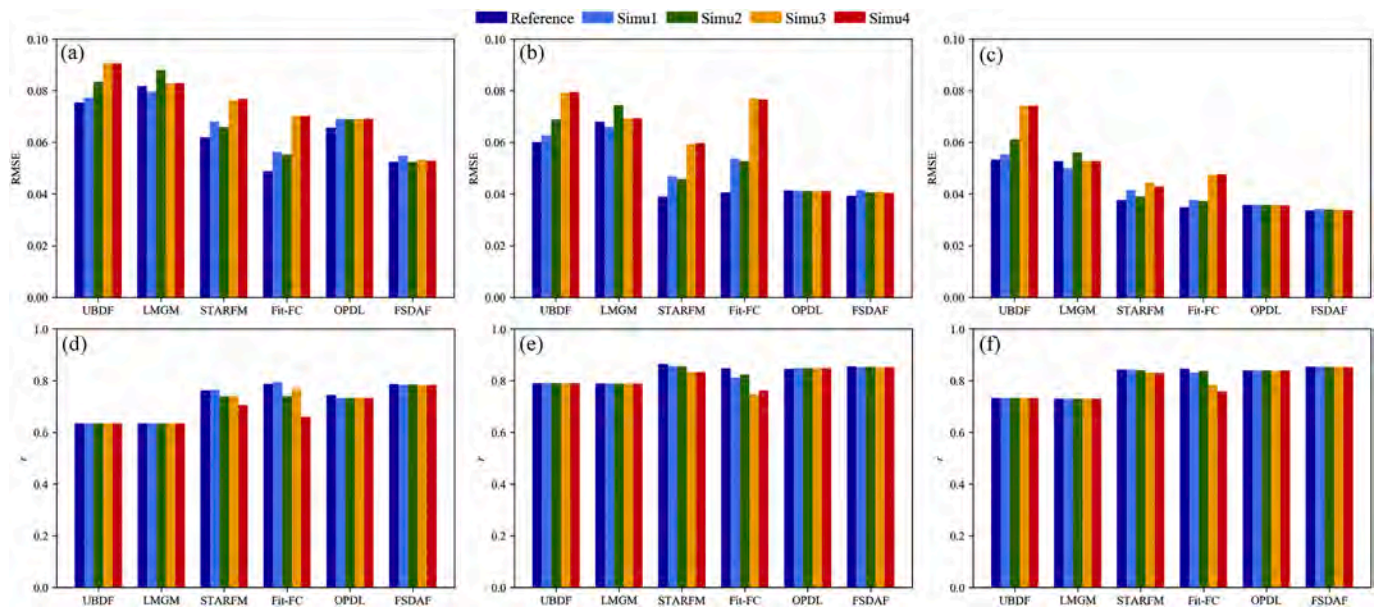 Reference Simu1 Simu2 Simu3 Simu4
(a)
0.10
0.08
0.06
0.04
0.02
0.00
RMSE
UBDF LMGM STARFM Fit-FC OPDL FSDAF
(b)
0.10
0.08
0.06
0.04
0.02
0.00
RMSE
UBDF LMGM STARFM Fit-FC OPDL FSDAF
(c)
0.10
0.08
0.06
0.04
0.02
0.00
RMSE
UBDF LMGM STARFM Fit-FC OPDL FSDAF
(d)
1.0
0.8
0.6
0.4
0.2
0.0
r
UBDF LMGM STARFM Fit-FC OPDL FSDAF
(e)
1.0
0.8
0.6
0.4
0.2
0.0
r
UBDF LMGM STARFM Fit-FC OPDL FSDAF
(f)
1.0
0.8
0.6
0.4
0.2
0.0
r
UBDF LMGM STARFM Fit-FC OPDL FSDAF